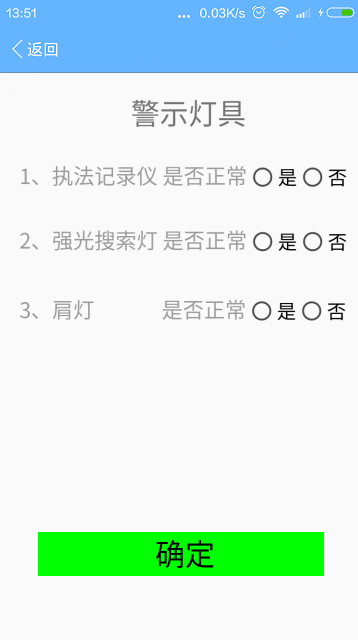 13:51 ... 0.03K/s
返回
警示灯具
1、执法记录仪 是否正常 是 否
2、强光搜索灯 是否正常 是 否
3、肩灯 是否正常 是 否
确定